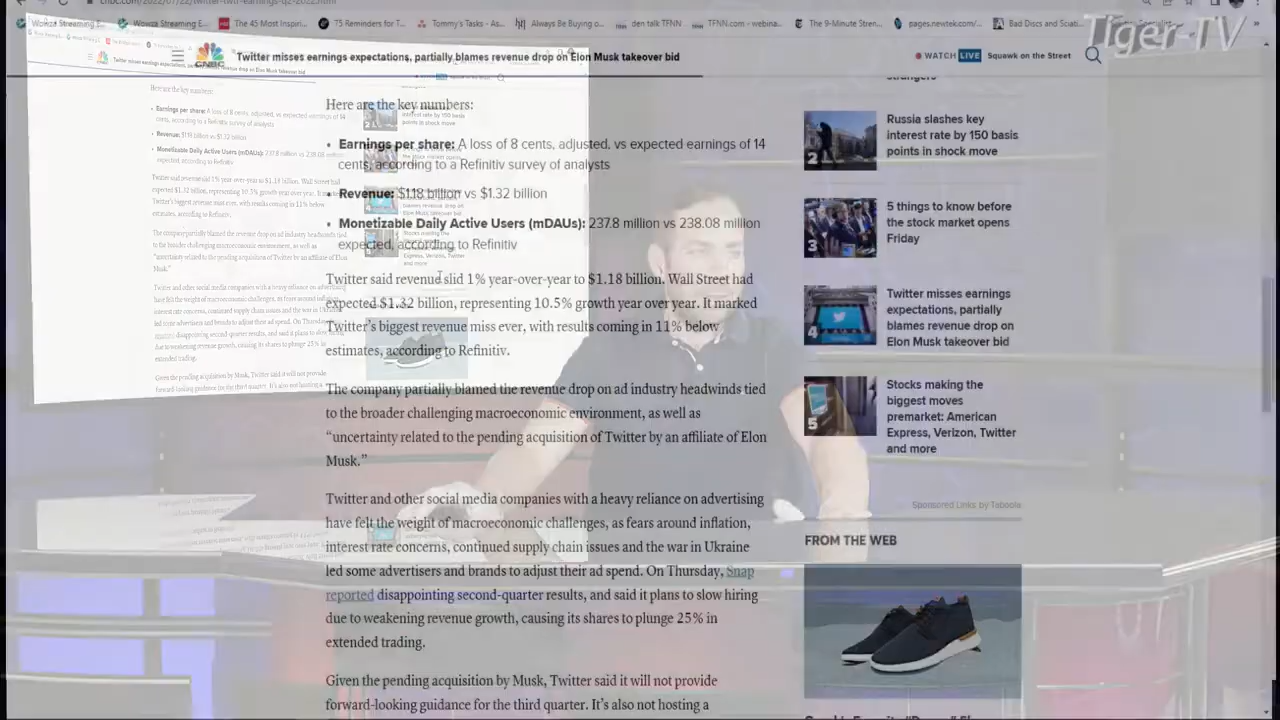 cnbc.com/2022/07/22/twitter-twtr-earnings-q2-2022.html
Wowza Streaming E... Wowza Streaming E... The 45 Most Inspiri... 75 Reminders for T... Tommy's Tasks - As... Always Be Buying o... den talk TFNN TFNN.com - webina... The 9-Minute Stren... pages.newtek.com/... Bad Discs and Sciati...
Tiger-TV
CNBC
Twitter misses earnings expectations, partially blames revenue drop on Elon Musk takeover bid
WATCH LIVE Squawk on the Street
Here are the key numbers:
• Earnings per share: A loss of 8 cents, adjusted, vs expected earnings of 14
cents, according to a Refinitiv survey of analysts
• Revenue: $1.18 billion vs $1.32 billion
• Monetizable Daily Active Users (mDAUs): 237.8 million vs 238.08 million
expected, according to Refinitiv
Twitter said revenue slid 1% year-over-year to $1.18 billion. Wall Street had
expected $1.32 billion, representing 10.5% growth year over year. It marked
Twitter's biggest revenue miss ever, with results coming in 11% below
estimates, according to Refinitiv.
The company partially blamed the revenue drop on ad industry headwinds tied
to the broader challenging macroeconomic environment, as well as
“uncertainty related to the pending acquisition of Twitter by an affiliate of Elon
Musk.”
Twitter and other social media companies with a heavy reliance on advertising
have felt the weight of macroeconomic challenges, as fears around inflation,
interest rate concerns, continued supply chain issues and the war in Ukraine
led some advertisers and brands to adjust their ad spend. On Thursday, Snap
reported disappointing second-quarter results, and said it plans to slow hiring
due to weakening revenue growth, causing its shares to plunge 25% in
extended trading.
Given the pending acquisition by Musk, Twitter said it will not provide
forward-looking guidance for the third quarter. It's also not hosting a
strangers
2
Russia slashes key
interest rate by 150 basis
points in shock move
3
5 things to know before
the stock market opens
Friday
4
Twitter misses earnings
expectations, partially
blames revenue drop on
Elon Musk takeover bid
5
Stocks making the
biggest moves
premarket: American
Express, Verizon, Twitter
and more
Sponsored Links by Taboola
FROM THE WEB